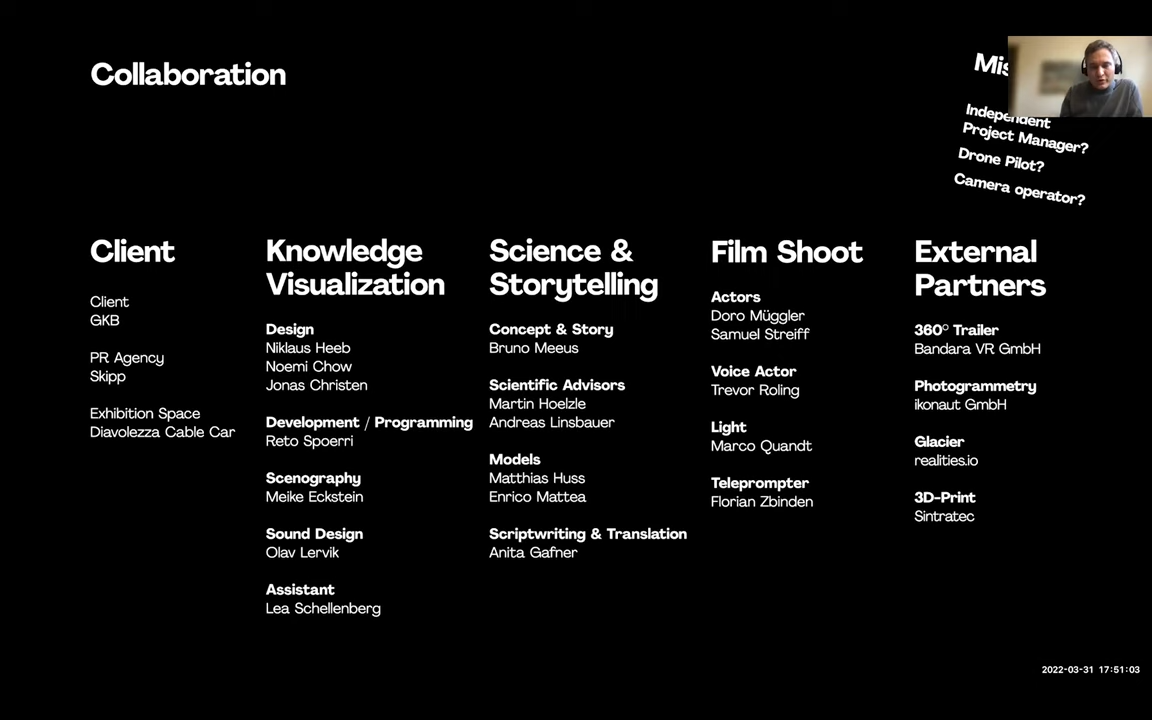 Collaboration
Independent
Project Manager?
Drone Pilot?
Camera operator?
Client
Client
GKB
PR Agency
Skipp
Exhibition Space
Diavolezza Cable Car
Knowledge
Visualization
Design
Niklaus Heeb
Noemi Chow
Jonas Christen
Development / Programming
Reto Spoerri
Scenography
Meike Eckstein
Sound Design
Olav Lervik
Assistant
Lea Schellenberg
Science &
Storytelling
Concept & Story
Bruno Meeus
Scientific Advisors
Martin Hoelzle
Andreas Linsbauer
Models
Matthias Huss
Enrico Mattea
Scriptwriting & Translation
Anita Gafner
Film Shoot
Actors
Doro Müggler
Samuel Streiff
Voice Actor
Trevor Roling
Light
Marco Quandt
Teleprompter
Florian Zbinden
External
Partners
360° Trailer
Bandara VR GmbH
Photogrammetry
ikonaut GmbH
Glacier
realities.io
3D-Print
Sintratec
2022-03-31 17:51:03